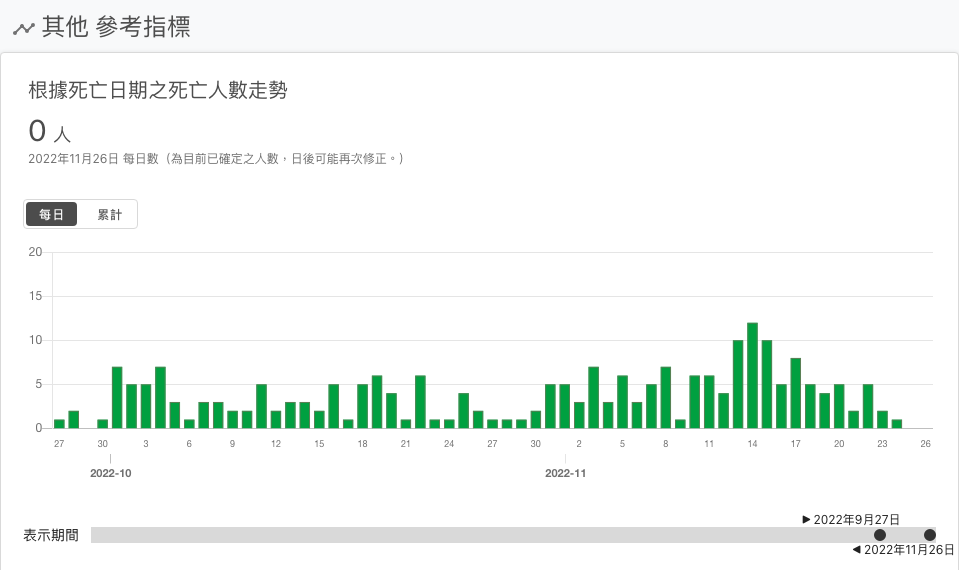 其他 參考指標
根據死亡日期之死亡人數走勢
0 人
2022年11月26日 每日數（為目前已確定之人數，日後可能再次修正。）
每日 累計
20
15
10
5
0
27 30 3 6 9 12 15 18 21 24 27 30 2 5 8 11 14 17 20 23 26
2022-10 2022-11
▶ 2022年9月27日
表示期間
◀ 2022年11月26日